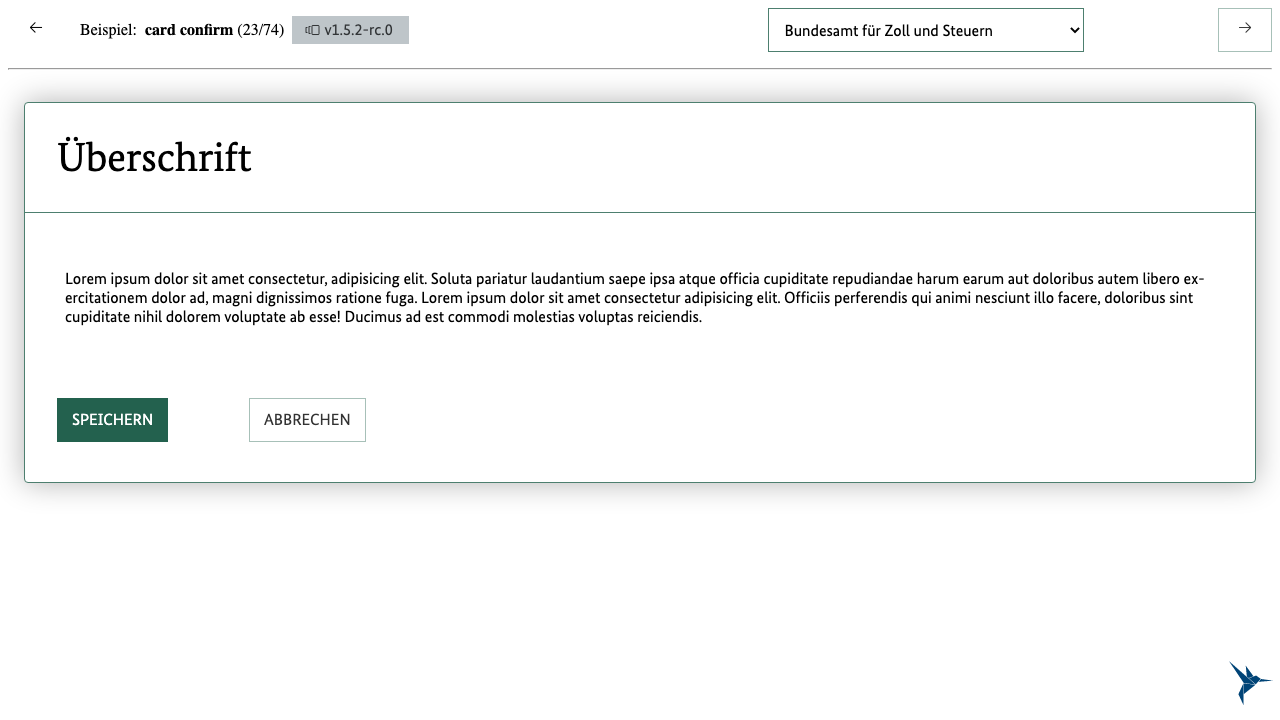 Beispiel: card confirm (23/74) v1.5.2-rc.0 Bundesamt für Zoll und Steuern
Überschrift
Lorem ipsum dolor sit amet consectetur, adipisicing elit. Soluta pariatur laudantium saepe ipsa atque officia cupiditate repudiandae harum earum aut doloribus autem libero ex-
ercitationem dolor ad, magni dignissimos ratione fuga. Lorem ipsum dolor sit amet consectetur adipisicing elit. Officiis perferendis qui animi nesciunt illo facere, doloribus sint
cupiditate nihil dolorem voluptate ab esse! Ducimus ad est commodi molestias voluptas reiciendis.
SPEICHERN ABBRECHEN